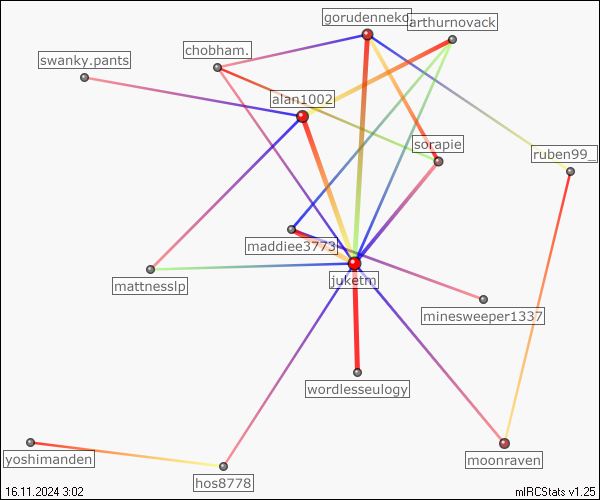 gorudenneko
arthurnovack
chobham.
swanky.pants
alan1002
sorapie
ruben99_
maddiee3773
mattnesslp
juketm
minesweeper1337
wordlesseulogy
yoshimanden
moonraven
hos8778
16.11.2024 3:02
mIRCStats v1.25